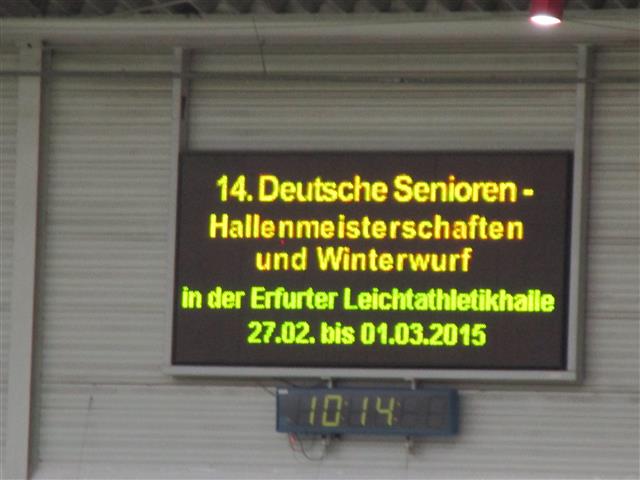 14. Deutsche Senioren -
Hallenmeisterschaften
und Winterwurf
in der Erfurter Leichtathletikhalle
27.02. bis 01.03.2015
10:14